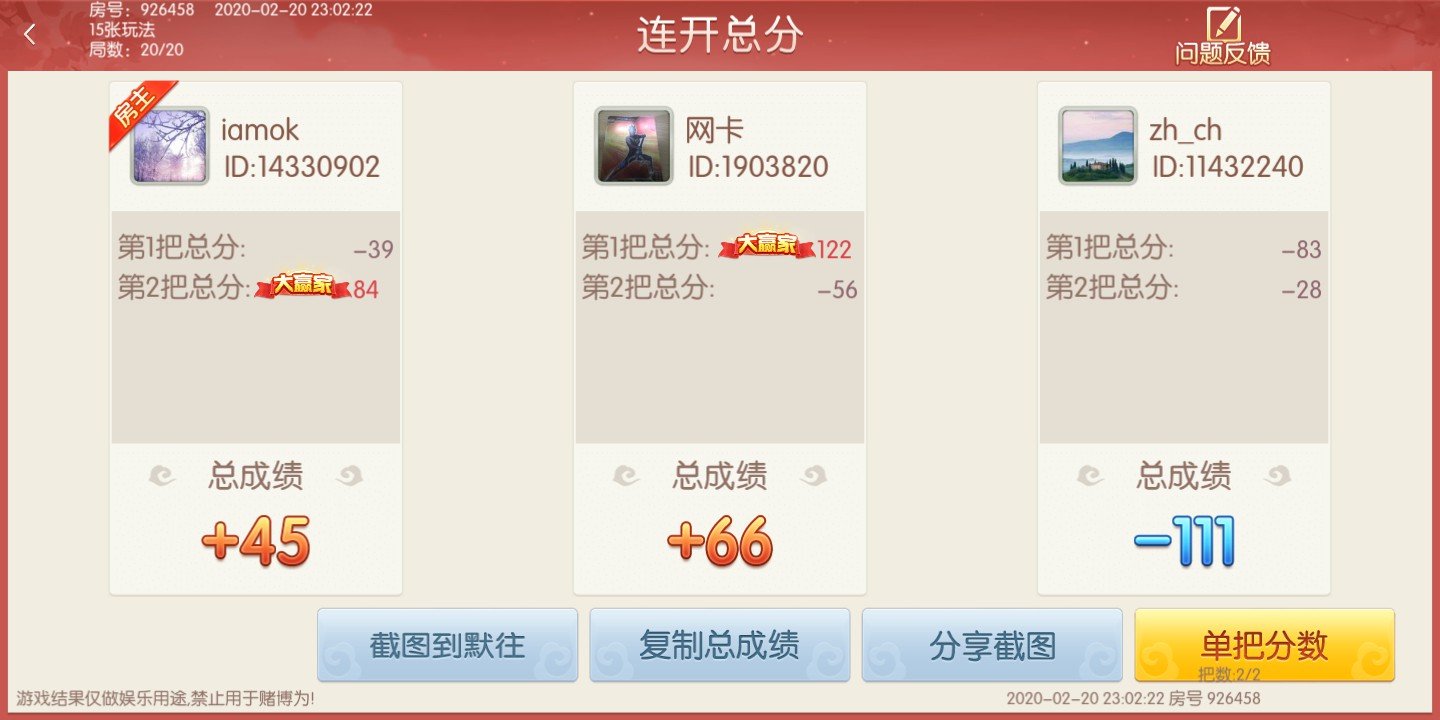 房号：926458 2020-02-20 23:02:22
15张玩法
局数：20/20
连开总分
问题反馈
房主
iamok
ID:14330902
第1把总分: -39
第2把总分: 大赢家 84
总成绩
+45
网卡
ID:1903820
第1把总分: 大赢家 122
第2把总分: -56
总成绩
+66
zh_ch
ID:11432240
第1把总分: -83
第2把总分: -28
总成绩
-111
截图到默往
复制总成绩
分享截图
单把分数
把数:2/2
游戏结果仅做娱乐用途,禁止用于赌博为!
2020-02-20 23:02:22 房号 926458